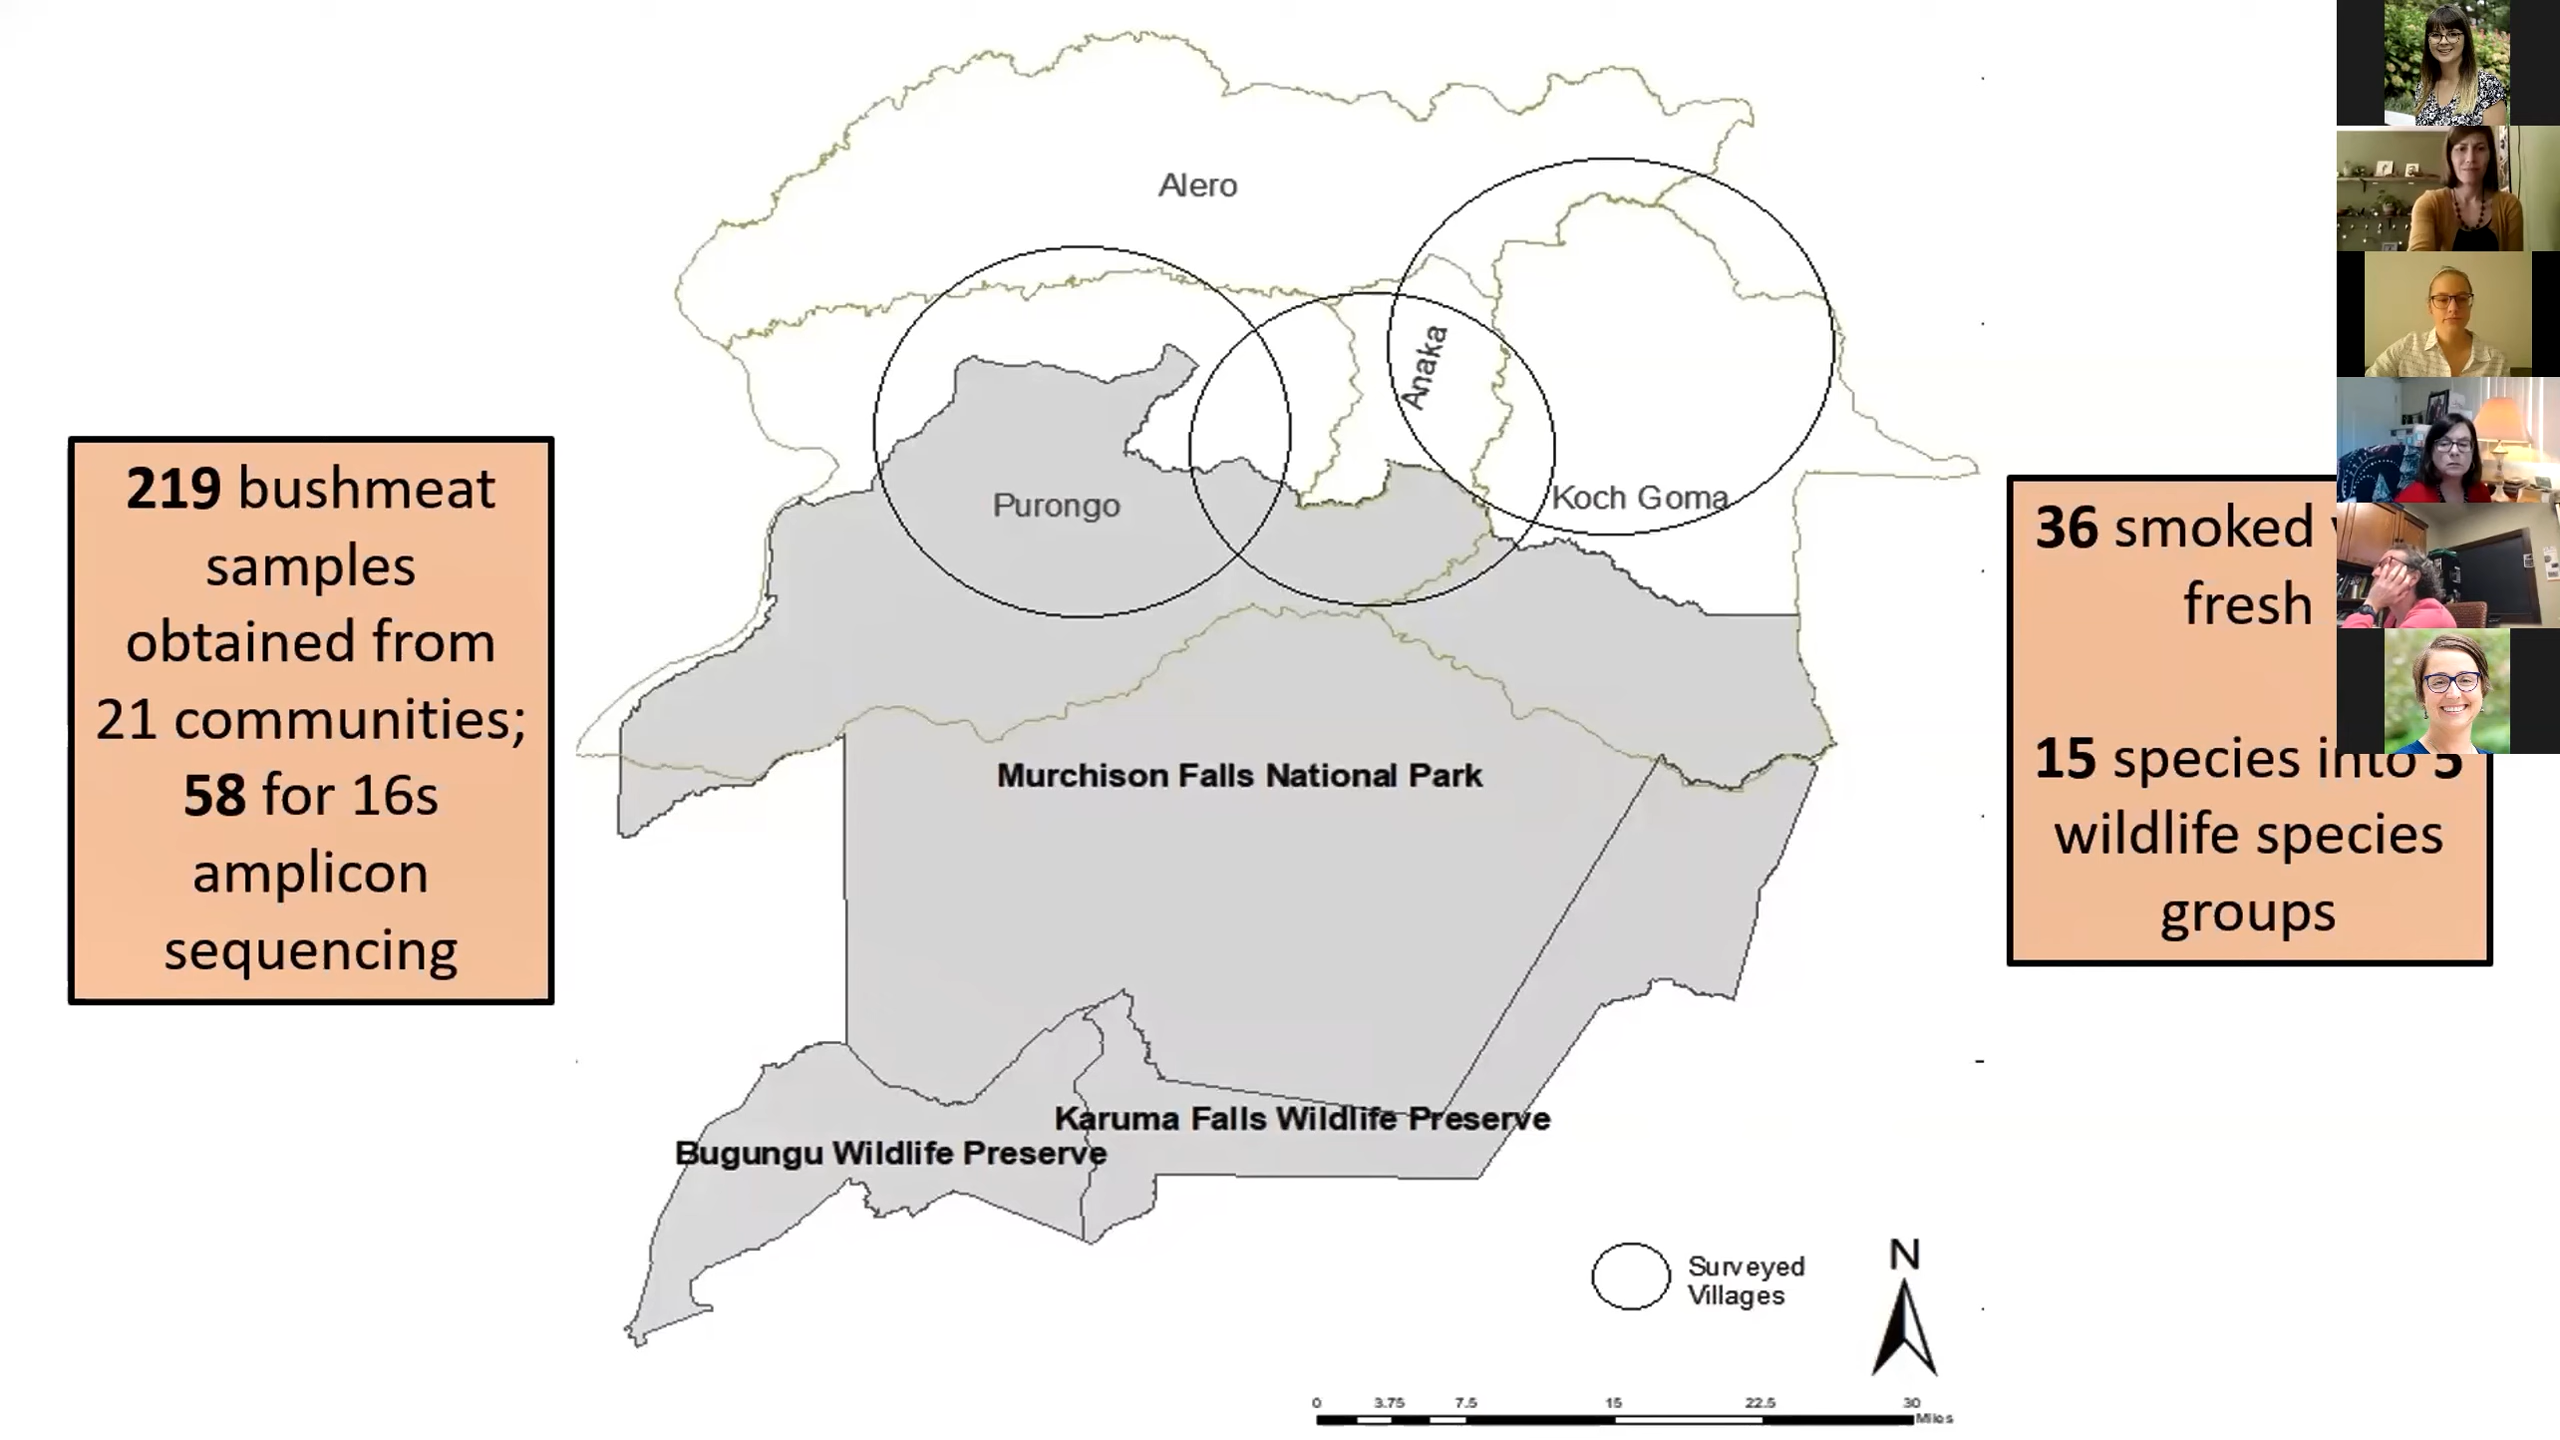 219 bushmeat
samples
obtained from
21 communities;
58 for 16s
amplicon
sequencing
Alero
Anaka
Purongo
Koch Goma
Murchison Falls National Park
Karuma Falls Wildlife Preserve
Bugungu Wildlife Preserve
Surveyed
Villages
N
0 3.75 7.5 15 22.5 30
Miles
36 smoked
fresh
15 species into 5
wildlife species
groups